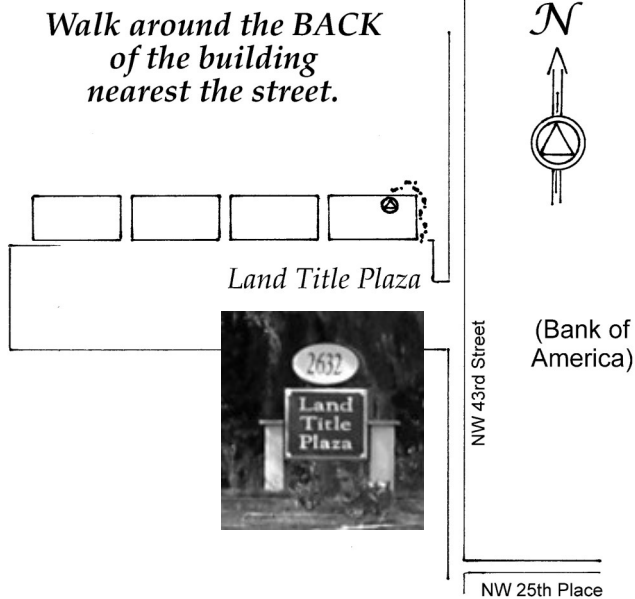 Walk around the BACK
of the building
nearest the street.
N
Land Title Plaza
2632
Land
Title
Plaza
NW 43rd Street
(Bank of
America)
NW 25th Place